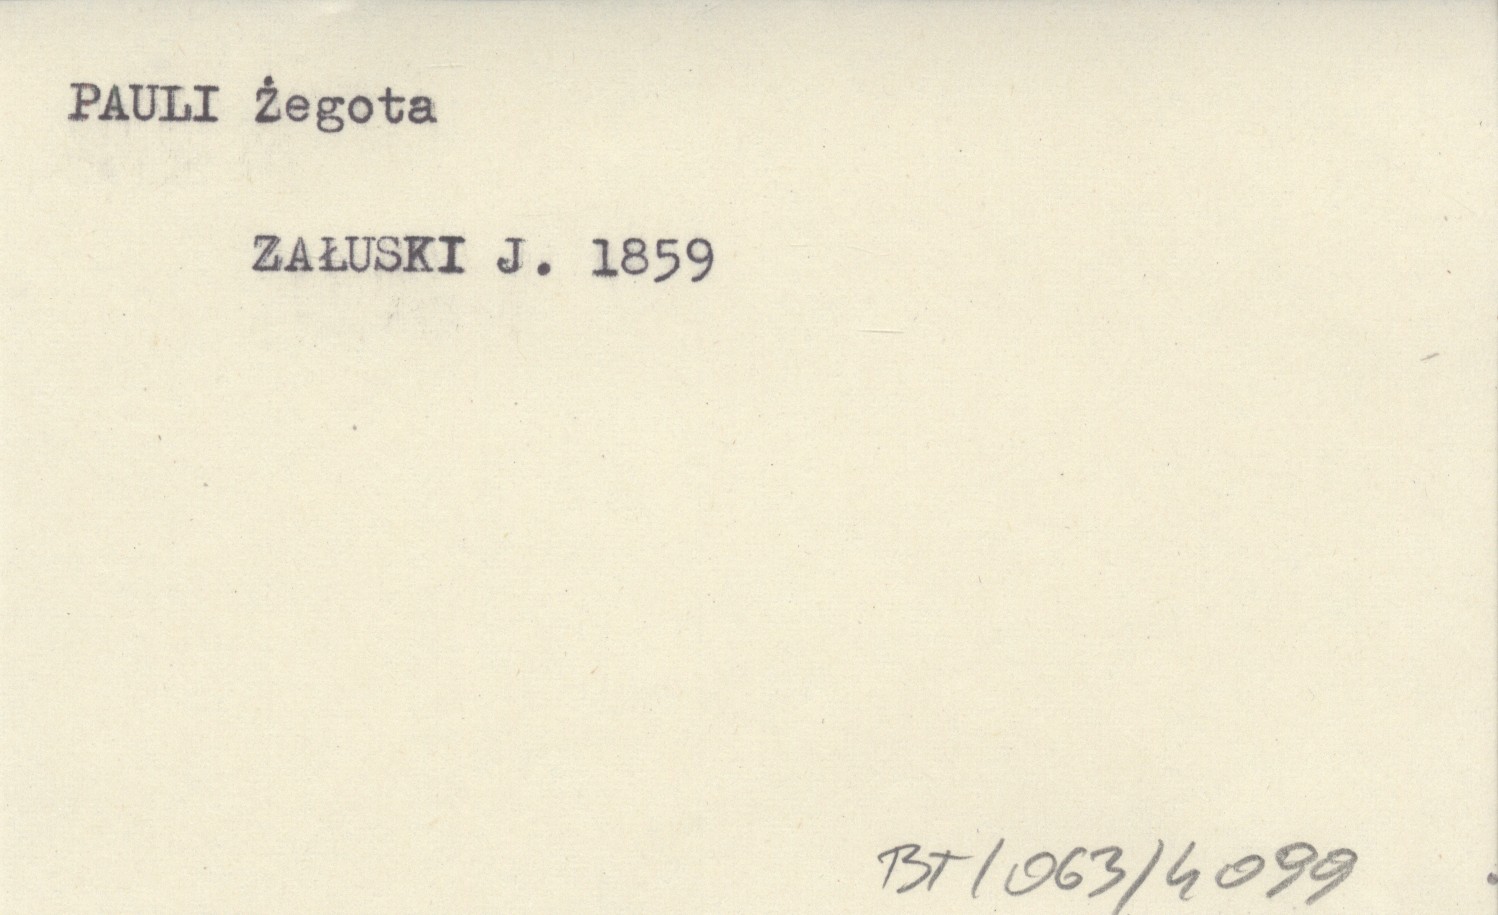 PAULI Żegota
ZAŁUSKI J. 1859
BT/063/4099